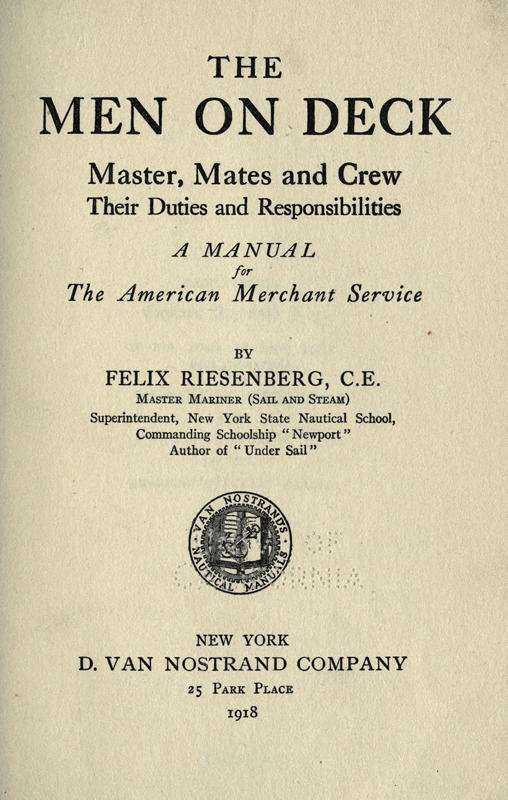 THE
MEN ON DECK
Master, Mates and Crew
Their Duties and Responsibilities
A MANUAL
for
The American Merchant Service
BY
FELIX RIESENBERG, C.E.
MASTER MARINER (SAIL AND STEAM)
Superintendent, New York State Nautical School,
Commanding Schoolship "Newport"
Author of "Under Sail"
VAN NOSTRAND'S
NAUTICAL MANUALS
OF
NEW YORK
D. VAN NOSTRAND COMPANY
25 PARK PLACE
1918